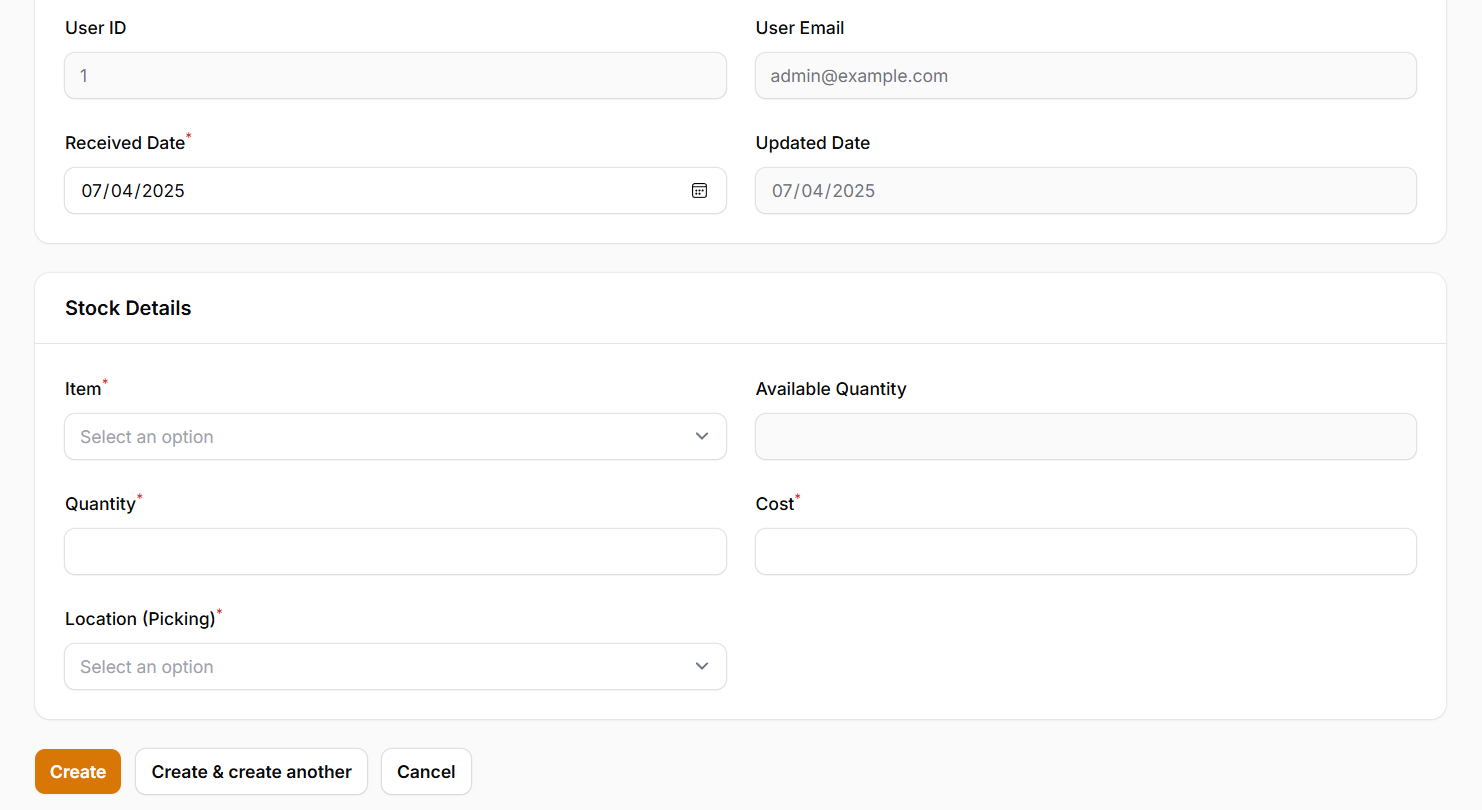 User ID
User Email
1
admin@example.com
Received Date*
Updated Date
07/04/2025
07/04/2025
Stock Details
Item*
Available Quantity
Select an option
Quantity*
Cost*
Location (Picking)*
Select an option
Create
Create & create another
Cancel